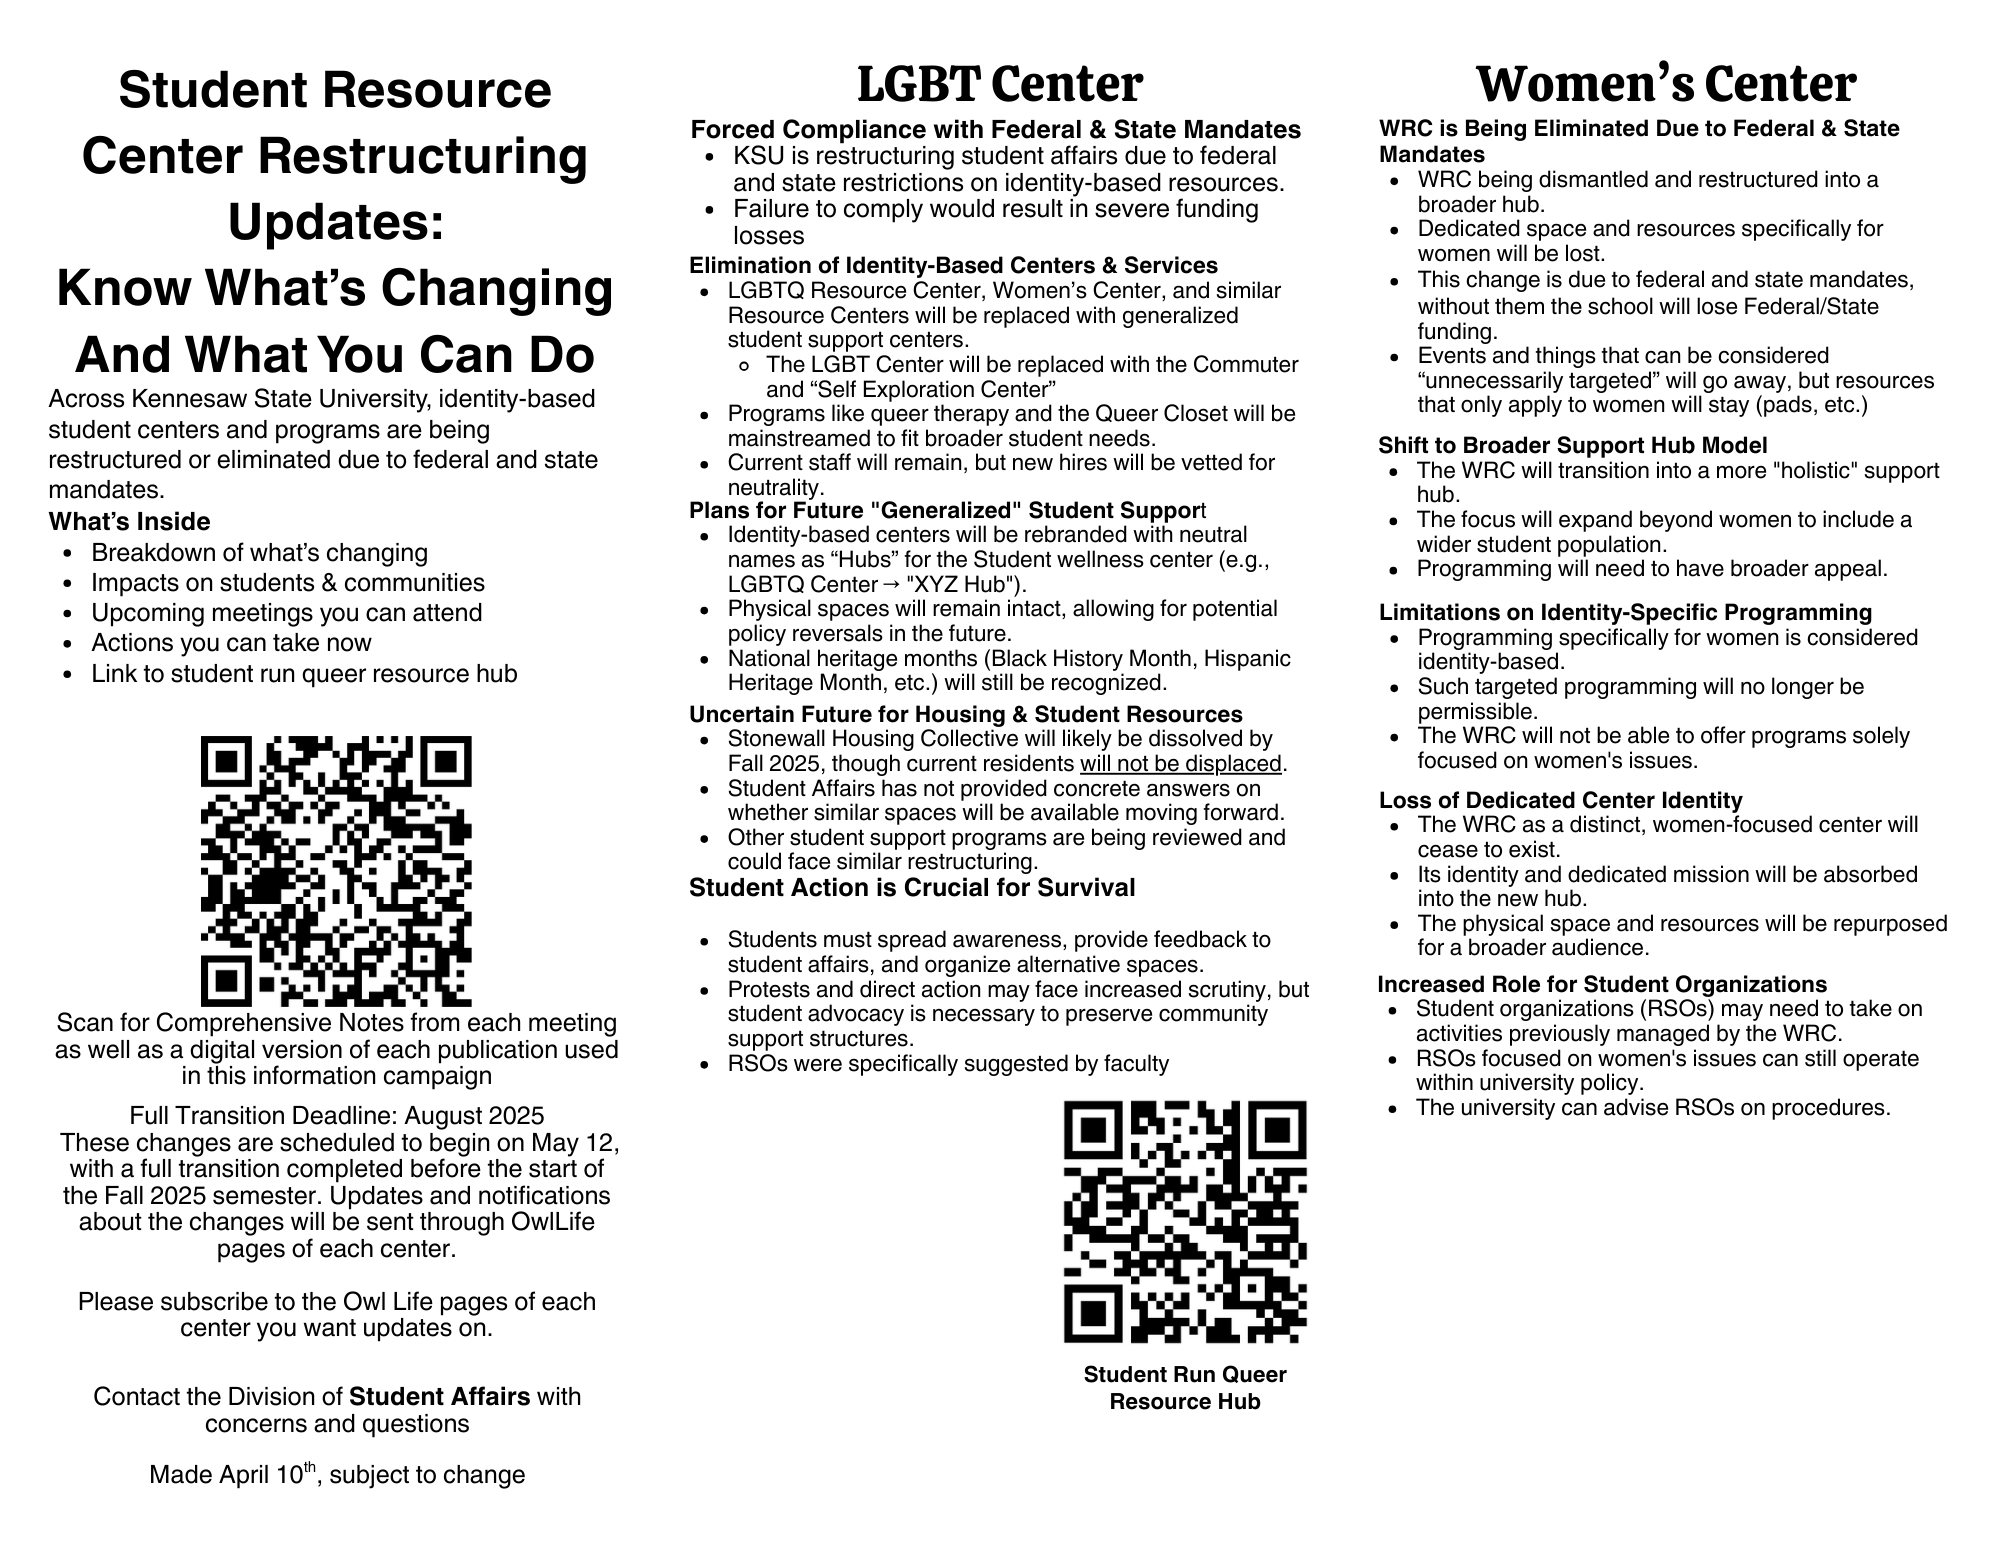 Student Resource
Center Restructuring
Updates:
Know What’s Changing
And What You Can Do
Across Kennesaw State University, identity-based
student centers and programs are being
restructured or eliminated due to federal and state
mandates.
What’s Inside
• Breakdown of what’s changing
• Impacts on students & communities
• Upcoming meetings you can attend
• Actions you can take now
• Link to student run queer resource hub
Scan for Comprehensive Notes from each meeting
as well as a digital version of each publication used
in this information campaign
Full Transition Deadline: August 2025
These changes are scheduled to begin on May 12,
with a full transition completed before the start of
the Fall 2025 semester. Updates and notifications
about the changes will be sent through OwlLife
pages of each center.
Please subscribe to the Owl Life pages of each
center you want updates on.
Contact the Division of Student Affairs with
concerns and questions
Made April 10th, subject to change
LGBT Center
Forced Compliance with Federal & State Mandates
• KSU is restructuring student affairs due to federal
and state restrictions on identity-based resources.
• Failure to comply would result in severe funding
losses
Elimination of Identity-Based Centers & Services
• LGBTQ Resource Center, Women’s Center, and similar
Resource Centers will be replaced with generalized
student support centers.
◦ The LGBT Center will be replaced with the Commuter
and “Self Exploration Center”
• Programs like queer therapy and the Queer Closet will be
mainstreamed to fit broader student needs.
• Current staff will remain, but new hires will be vetted for
neutrality.
Plans for Future "Generalized" Student Support
• Identity-based centers will be rebranded with neutral
names as “Hubs” for the Student wellness center (e.g.,
LGBTQ Center → "XYZ Hub").
• Physical spaces will remain intact, allowing for potential
policy reversals in the future.
• National heritage months (Black History Month, Hispanic
Heritage Month, etc.) will still be recognized.
Uncertain Future for Housing & Student Resources
• Stonewall Housing Collective will likely be dissolved by
Fall 2025, though current residents will not be displaced.
• Student Affairs has not provided concrete answers on
whether similar spaces will be available moving forward.
• Other student support programs are being reviewed and
could face similar restructuring.
Student Action is Crucial for Survival
• Students must spread awareness, provide feedback to
student affairs, and organize alternative spaces.
• Protests and direct action may face increased scrutiny, but
student advocacy is necessary to preserve community
support structures.
• RSOs were specifically suggested by faculty
Student Run Queer
Resource Hub
Women’s Center
WRC is Being Eliminated Due to Federal & State
Mandates
• WRC being dismantled and restructured into a
broader hub.
• Dedicated space and resources specifically for
women will be lost.
• This change is due to federal and state mandates,
without them the school will lose Federal/State
funding.
• Events and things that can be considered
“unnecessarily targeted” will go away, but resources
that only apply to women will stay (pads, etc.)
Shift to Broader Support Hub Model
• The WRC will transition into a more "holistic" support
hub.
• The focus will expand beyond women to include a
wider student population.
• Programming will need to have broader appeal.
Limitations on Identity-Specific Programming
• Programming specifically for women is considered
identity-based.
• Such targeted programming will no longer be
permissible.
• The WRC will not be able to offer programs solely
focused on women's issues.
Loss of Dedicated Center Identity
• The WRC as a distinct, women-focused center will
cease to exist.
• Its identity and dedicated mission will be absorbed
into the new hub.
• The physical space and resources will be repurposed
for a broader audience.
Increased Role for Student Organizations
• Student organizations (RSOs) may need to take on
activities previously managed by the WRC.
• RSOs focused on women's issues can still operate
within university policy.
• The university can advise RSOs on procedures.